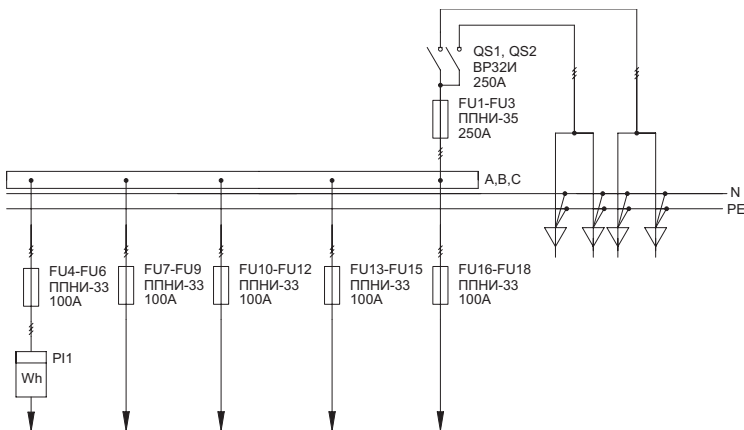 QS1, QS2
ВР32И
250А
FU1-FU3
ППНИ-35
250А
А,В,С
N
PE
FU4-FU6
ППНИ-33
100А
FU7-FU9
ППНИ-33
100А
FU10-FU12
ППНИ-33
100А
FU13-FU15
ППНИ-33
100А
FU16-FU18
ППНИ-33
100А
PI1
Wh